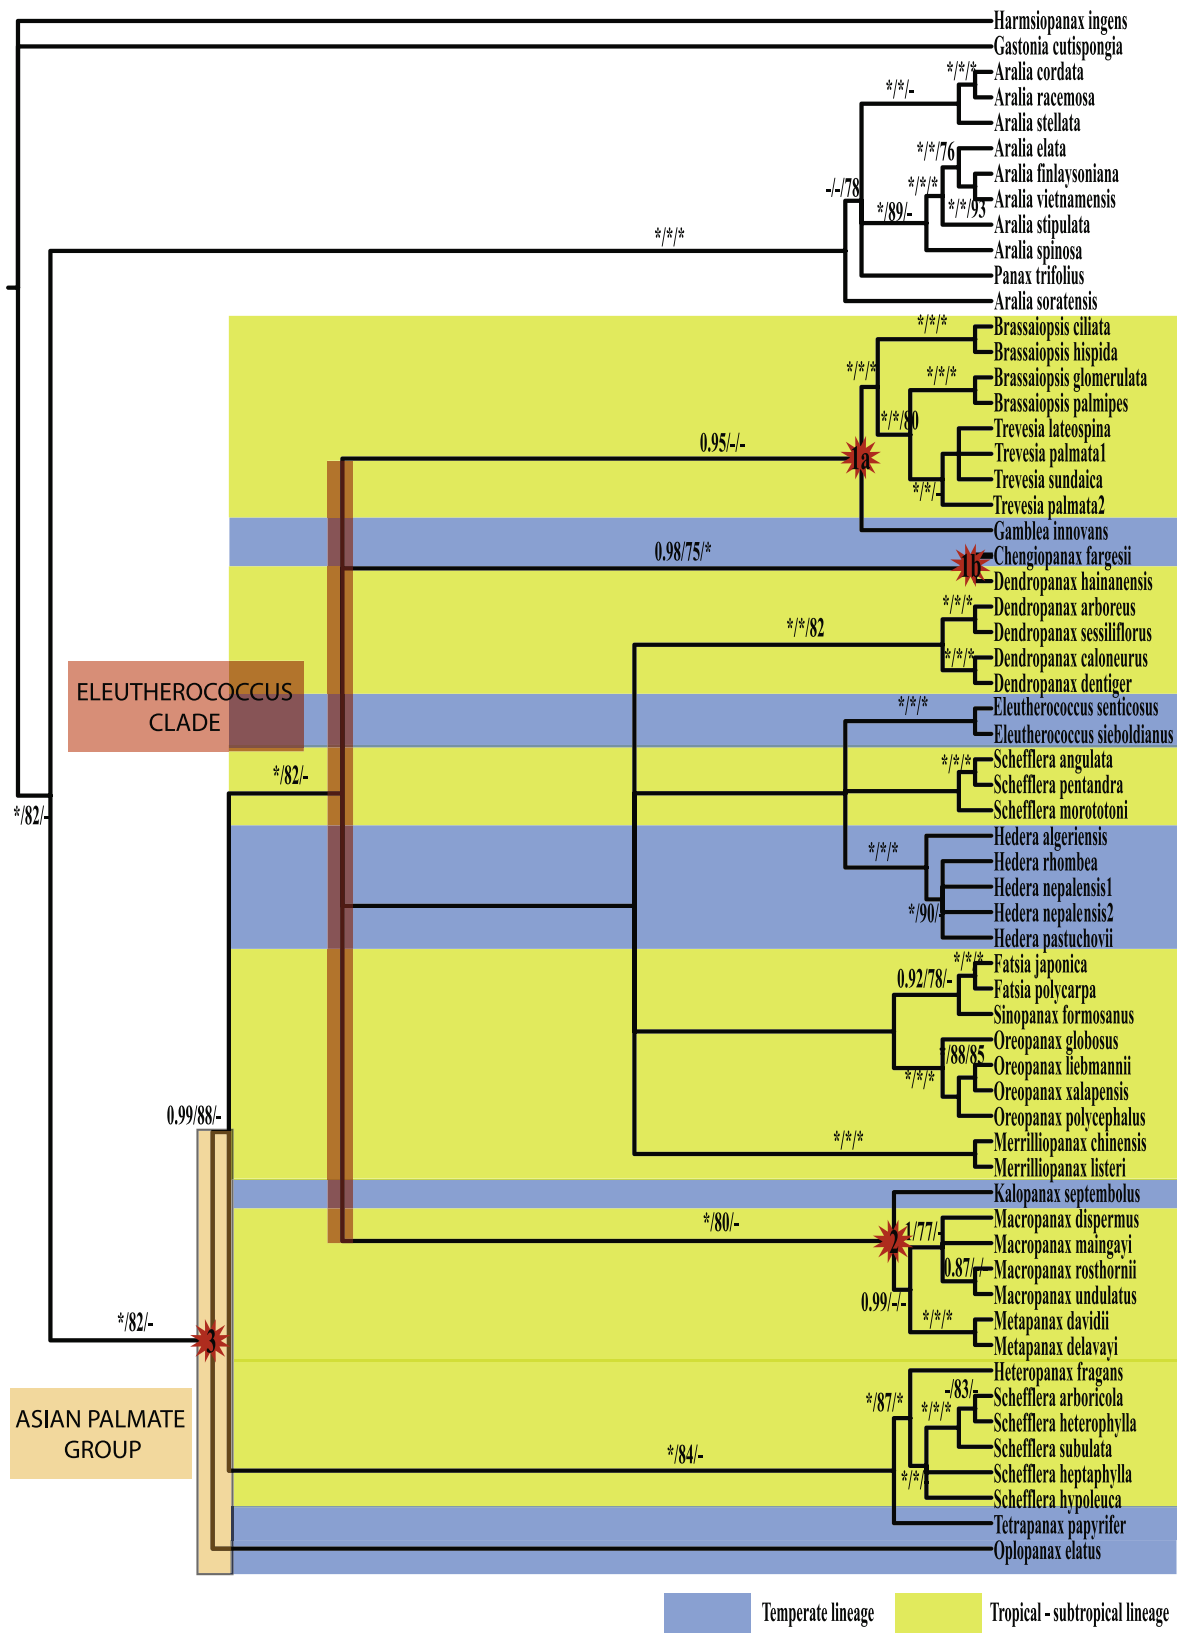 Harmsiopanax ingens
Gastonia cutispongia
*/*/*
Aralia cordata
*/*/-
Aralia racemosa
Aralia stellata
*/*/76
Aralia elata
Aralia finlaysoniana
-/-/78
*/*/*
Aralia vietnamensis
*/89/-
*/*/93
Aralia stipulata
*/*/*
Aralia spinosa
Panax trifolius
Aralia soratensis
*/*/*
Brassaiopsis ciliata
Brassaiopsis hispida
*/*/*
*/*/*
Brassaiopsis glomerulata
Brassaiopsis palmipes
*/*/80
Trevesia lateospina
0.95/-/-
1a
Trevesia palmata1
Trevesia sundaica
*/*/-
Trevesia palmata2
Gamblea innovans
0.98/75/*
Chengiopanax fargesii
1b
Dendropanax hainanensis
*/*/*
Dendropanax arboreus
*/*/82
Dendropanax sessiliflorus
*/*/*
Dendropanax caloneurus
Dendropanax dentiger
ELEUTHEROCOCCUS
CLADE
*/*/*
Eleutherococcus senticosus
Eleutherococcus sieboldianus
*/*/*
Schefflera angulata
*/82/-
Schefflera pentandra
*/82/-
Schefflera morototoni
Hedera algeriensis
*/*/*
Hedera rhombea
Hedera nepalensis1
*/90/-
Hedera nepalensis2
Hedera pastuchovii
*/*/*
Fatsia japonica
0.92/78/-
Fatsia polycarpa
Sinopanax formosanus
Oreopanax globosus
*/88/85
Oreopanax liebmannii
*/*/*
Oreopanax xalapensis
Oreopanax polycephalus
0.99/88/-
*/*/*
Merrilliopanax chinensis
Merrilliopanax listeri
Kalopanax septembolus
*/80/-
Macropanax dispermus
1/77/-
2
Macropanax maingayi
0.87/-/-
Macropanax rosthornii
0.99/-/-
Macropanax undulatus
*/82/-
3
*/*/*
Metapanax davidii
Metapanax delavayi
Heteropanax fragans
*/87/*
-/83/-
Schefflera arboricola
ASIAN PALMATE
GROUP
*/*/*
Schefflera heterophylla
*/84/-
Schefflera subulata
*/*/
Schefflera heptaphylla
Schefflera hypoleuca
Tetrapanax papyrifer
Oplopanax elatus
Temperate lineage
Tropical - subtropical lineage